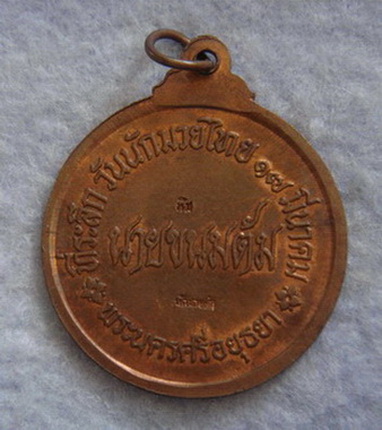 ที่ระลึก วันนักมวยไทย ๑๗ มีนาคม
นายขนมต้ม
พระนครศรีอยุธยา